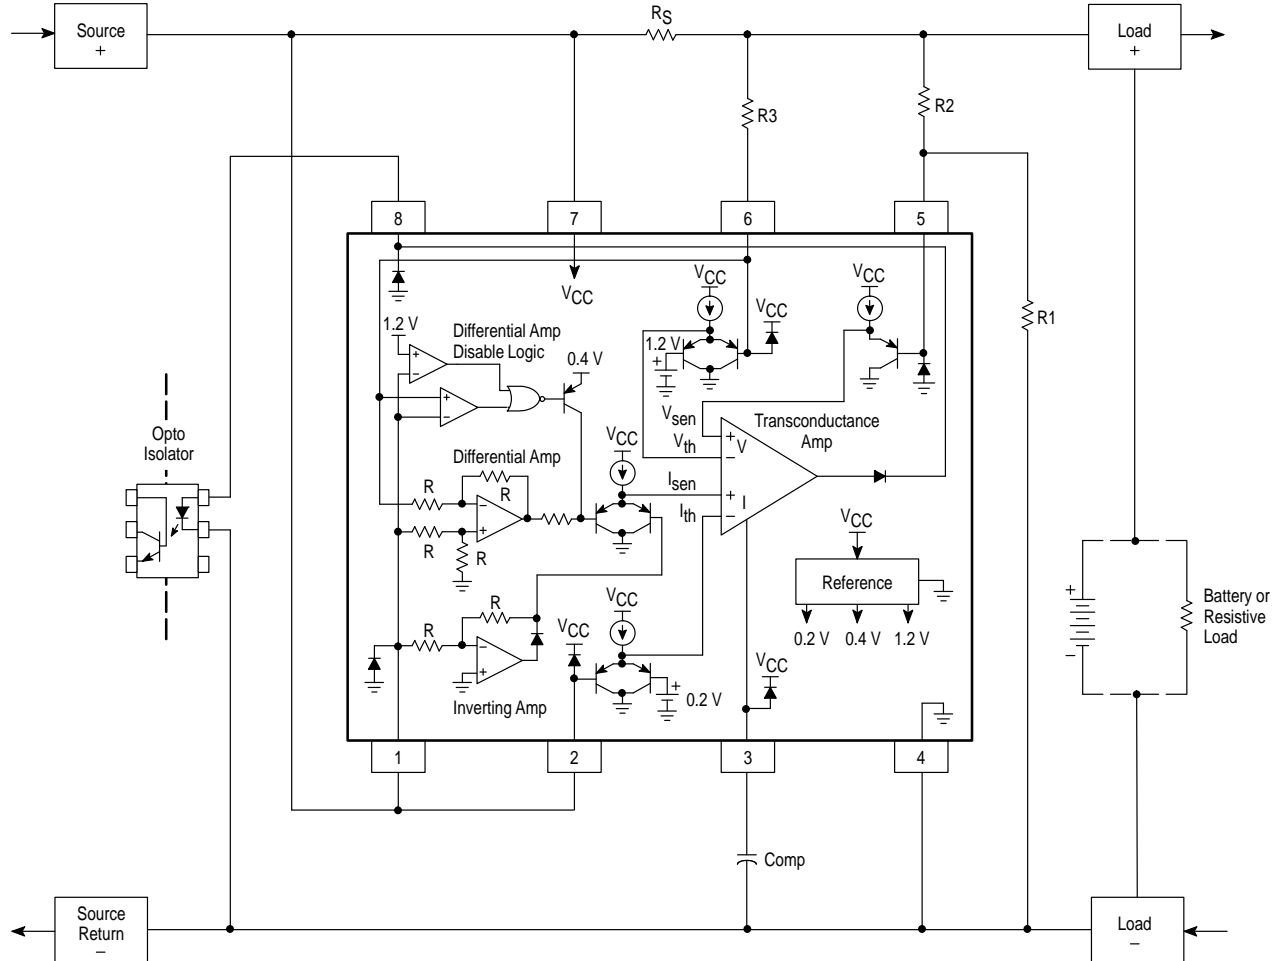 Source
+
RS
Load
+
R3
R2
8
7
6
5
VCC
VCC
VCC
VCC
1.2 V
Differential Amp
Disable Logic
0.4 V
1.2 V
+
R1
+
−
+
−
Vsen
Vth
Transconductance
Amp
+
V
−
Opto
Isolator
VCC
Differential Amp
R
R
−
+
Isen
Ith
+
I
−
R
R
VCC
Reference
0.2 V
0.4 V
1.2 V
+
−
Battery or
Resistive
Load
R
R
−
+
VCC
VCC
VCC
+
0.2 V
Inverting Amp
1
2
3
4
Comp
Source
Return
−
Load
−